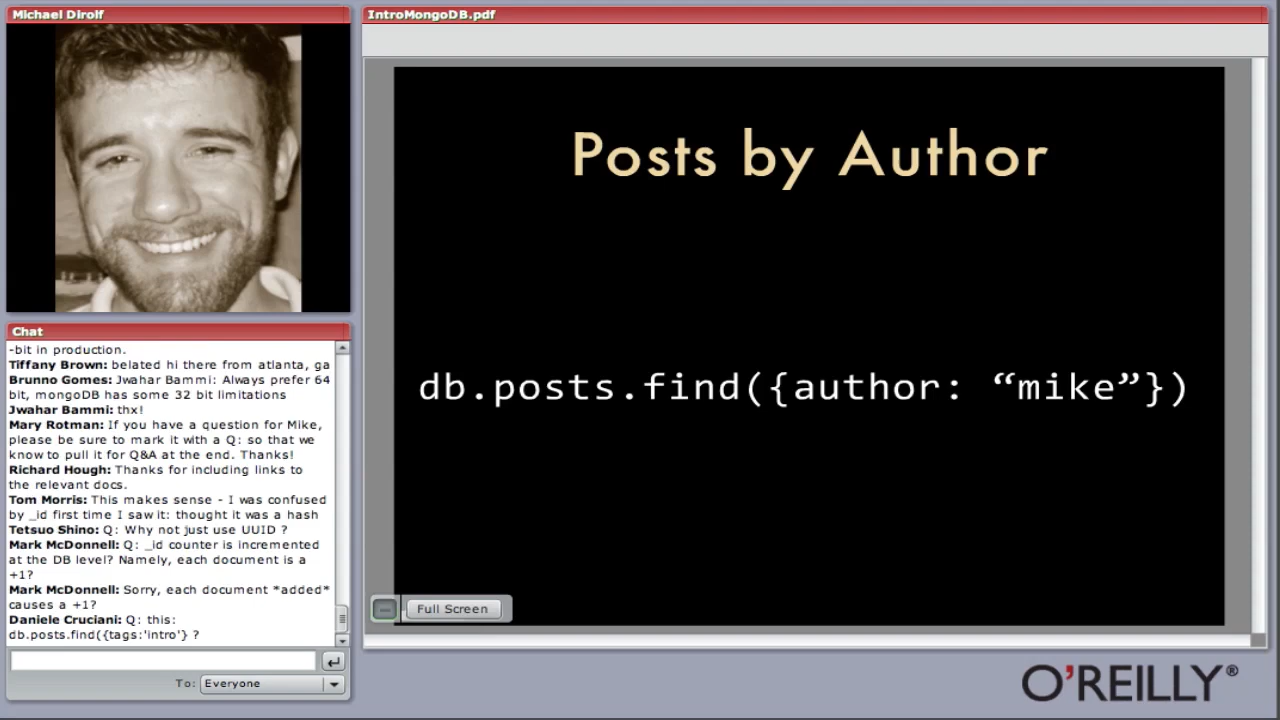 Michael Dirolf
Chat
-bit in production.
Tiffany Brown: belated hi there from atlanta, ga
Brunno Gomes: Jwahar Bammi: Always prefer 64
bit, mongoDB has some 32 bit limitations
Jwahar Bammi: thx!
Mary Rotman: If you have a question for Mike,
please be sure to mark it with a Q: so that we
know to pull it for Q&A at the end. Thanks!
Richard Hough: Thanks for including links to
the relevant docs.
Tom Morris: This makes sense - I was confused
by _id first time I saw it: thought it was a hash
Tetsuo Shino: Q: Why not just use UUID ?
Mark McDonnell: Q: _id counter is incremented
at the DB level? Namely, each document is a
+1?
Mark McDonnell: Sorry, each document *added*
causes a +1?
Daniele Cruciani: Q: this:
db.posts.find({tags:'intro'} ?
To: Everyone
IntroMongoDB.pdf
Posts by Author
db.posts.find({author: “mike”})
Full Screen
O'REILLY®